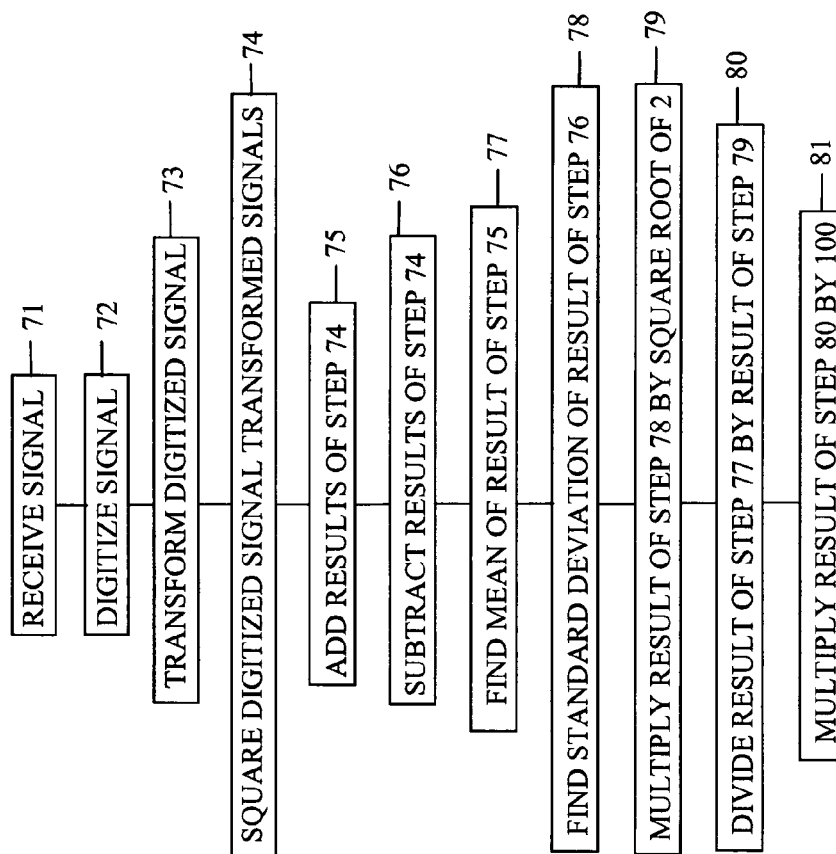 RECEIVE SIGNAL 71
DIGITIZE SIGNAL 72
TRANSFORM DIGITIZED SIGNAL 73
SQUARE DIGITIZED SIGNAL TRANSFORMED SIGNALS 74
ADD RESULTS OF STEP 74 75
SUBTRACT RESULTS OF STEP 74 76
FIND MEAN OF RESULT OF STEP 75 77
FIND STANDARD DEVIATION OF RESULT OF STEP 76 78
MULTIPLY RESULT OF STEP 78 BY SQUARE ROOT OF 2 79
DIVIDE RESULT OF STEP 77 BY RESULT OF STEP 79 80
MULTIPLY RESULT OF STEP 80 BY 100 81